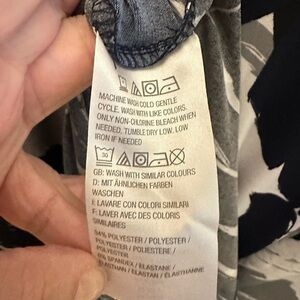 MACHINE WASH COLD GENTLE
CYCLE. WASH WITH LIKE COLORS.
ONLY NON-CHLORINE BLEACH WHEN
NEEDED. TUMBLE DRY LOW. LOW
IRON IF NEEDED
30
GB: WASH WITH SIMILAR COLOURS
D: MIT ÄHNLICHEN FARBEN
WASCHEN
I: LAVARE CON COLORI SIMILARI
F: LAVER AVEC DES COLORIS
SIMILAIRES
94% POLYESTER / POLYESTER /
POLYESTER / POLIESTERE /
POLYESTER
6% SPANDEX / ELASTANE /
ELASTHAN / ELASTAN / ÉLASTHANNE